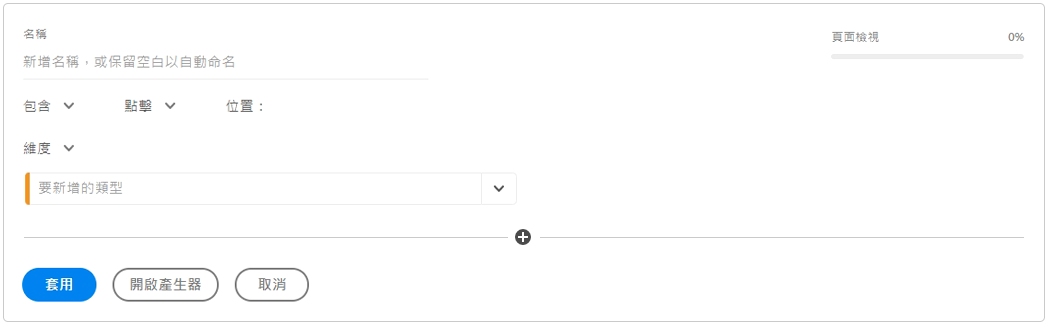 名稱
頁面檢視 0%
新增名稱，或保留空白以自動命名
包含 點擊 位置：
維度
要新增的類型
套用 開啟產生器 取消